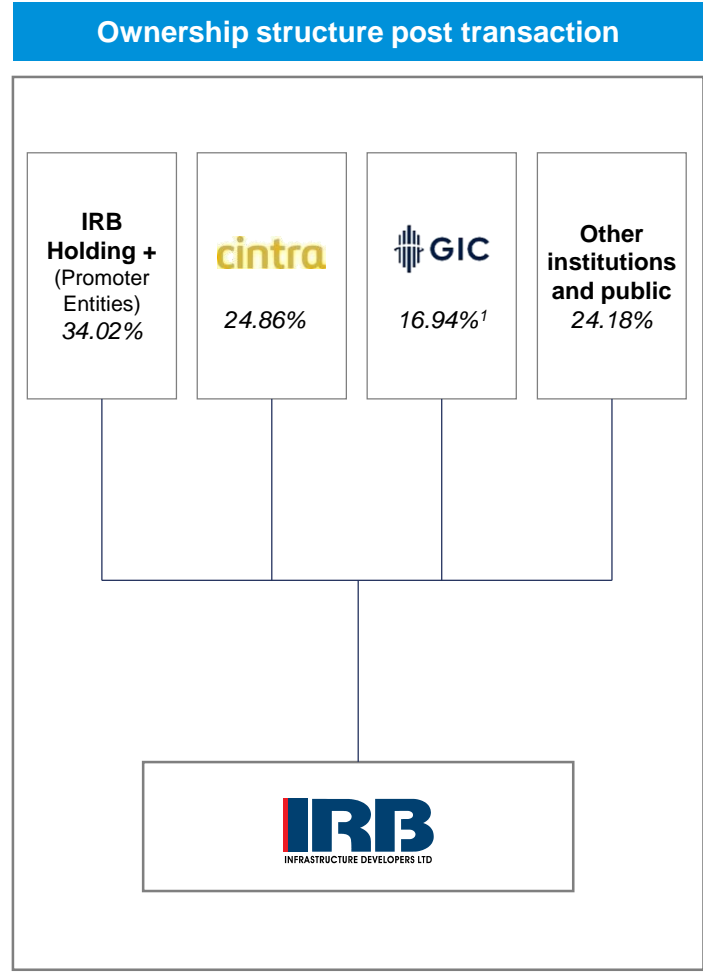 Ownership structure post transaction
IRB
Holding +
(Promoter
Entities)
34.02%
cintra
24.86%
GIC
16.94%¹
Other
institutions
and public
24.18%
IRB
INFRASTRUCTURE DEVELOPERS LTD